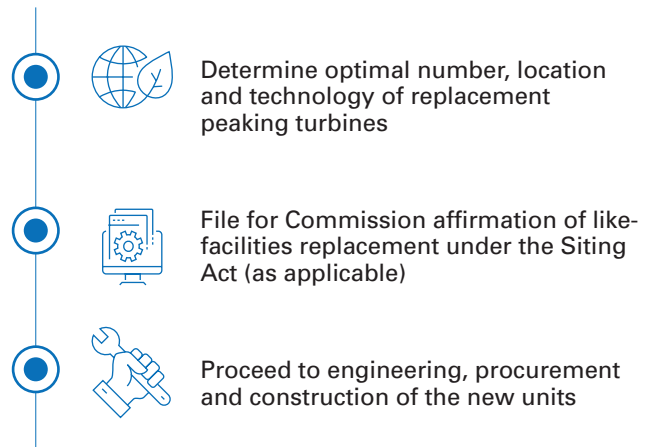 Determine optimal number, location
and technology of replacement
peaking turbines
File for Commission affirmation of like-
facilities replacement under the Siting
Act (as applicable)
Proceed to engineering, procurement
and construction of the new units